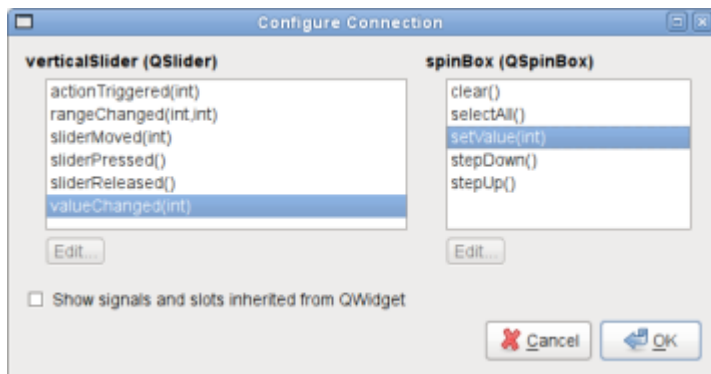 Configure Connection
verticalSlider (QSlider)
actionTriggered(int)
rangeChanged(int,int)
sliderMoved(int)
sliderPressed()
sliderReleased()
valueChanged(int)
Edit...
spinBox (QSpinBox)
clear()
selectAll()
setValue(int)
stepDown()
stepUp()
Edit...
Show signals and slots inherited from QWidget
Cancel
OK